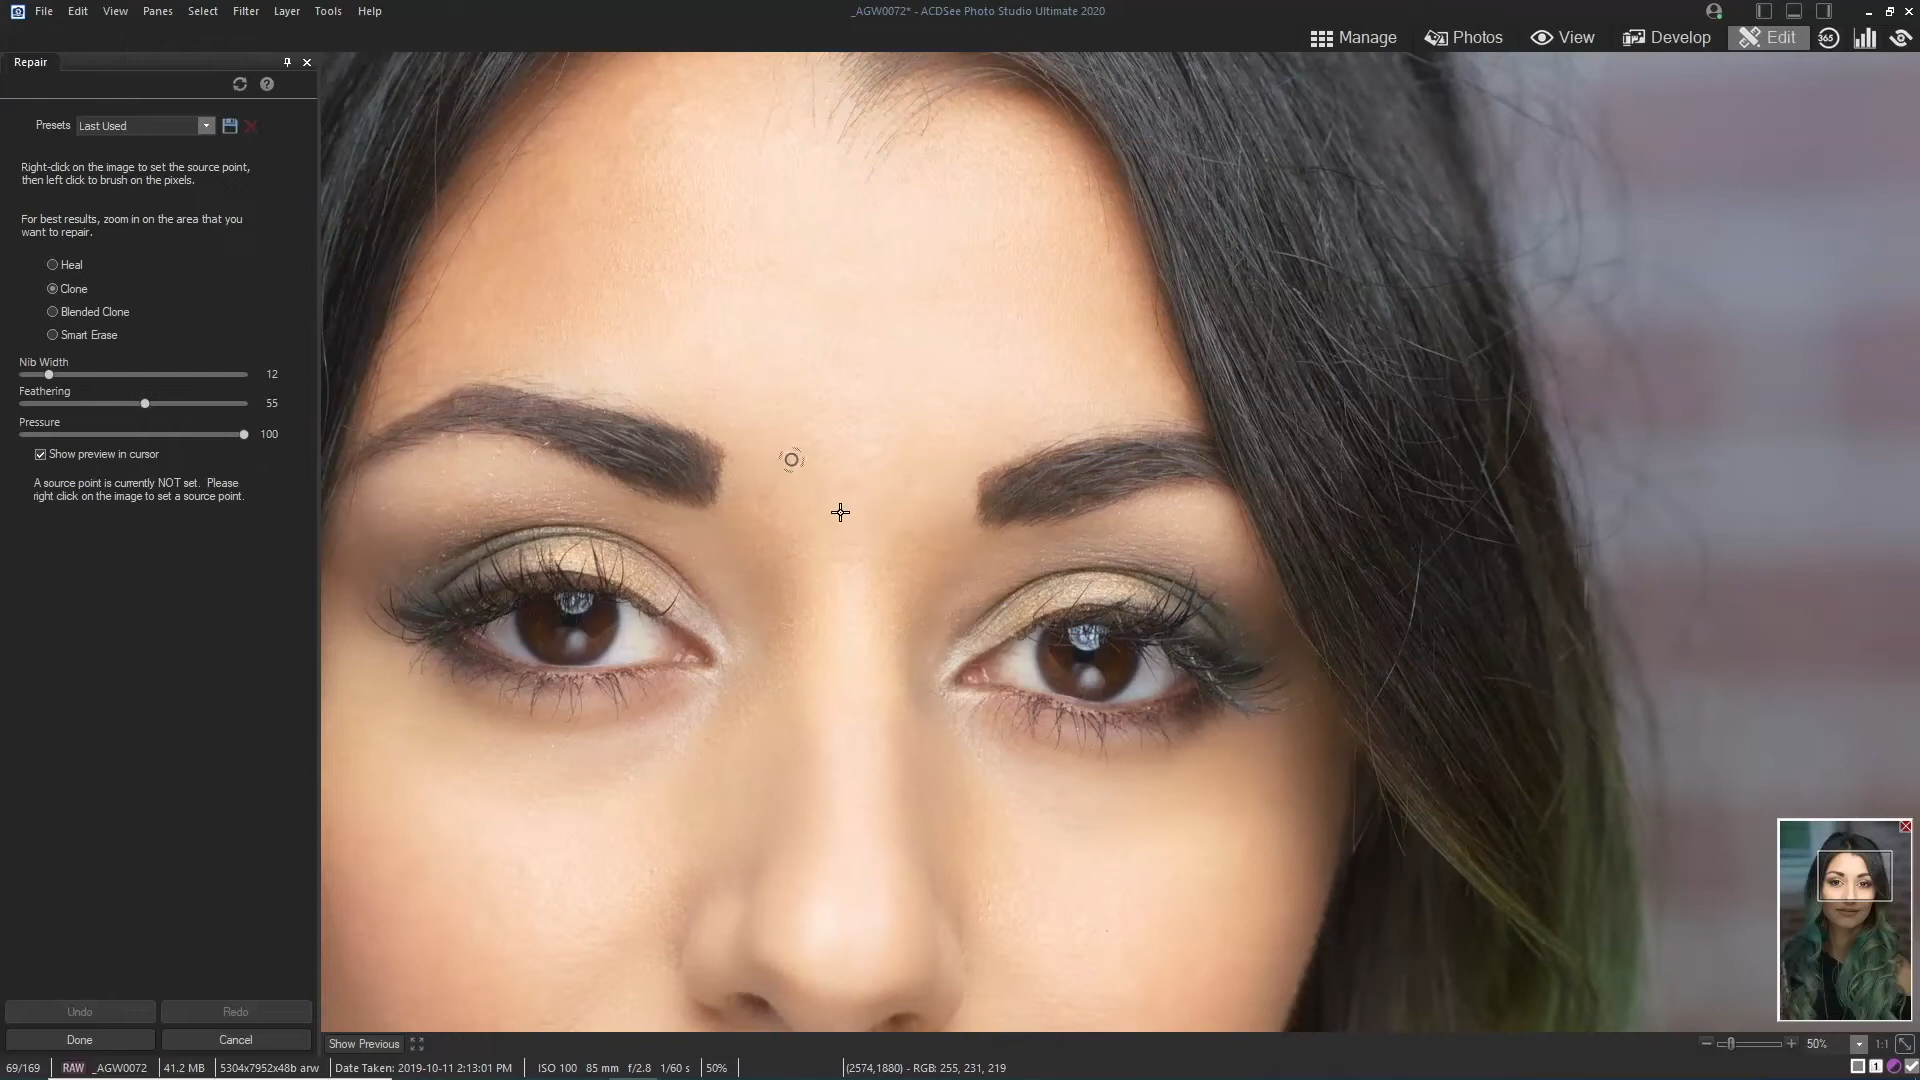 File Edit View Panes Select Filter Layer Tools Help
_AGW0072* - ACDSee Photo Studio Ultimate 2020
Manage Photos View Develop Edit 365
Repair
Presets Last Used
Right-click on the image to set the source point,
then left click to brush on the pixels.
For best results, zoom in on the area that you
want to repair.
Heal
Clone
Blended Clone
Smart Erase
Nib Width
12
Feathering
55
Pressure
100
Show preview in cursor
A source point is currently NOT set. Please
right click on the image to set a source point.
Undo Redo
Done Cancel
Show Previous
50% 1:1
69/169 RAW _AGW0072 41.2 MB 5304x7952x48b arw Date Taken: 2019-10-11 2:13:01 PM ISO 100 85 mm f/2.8 1/60 s 50% (2574,1880) - RGB: 255, 231, 219 1